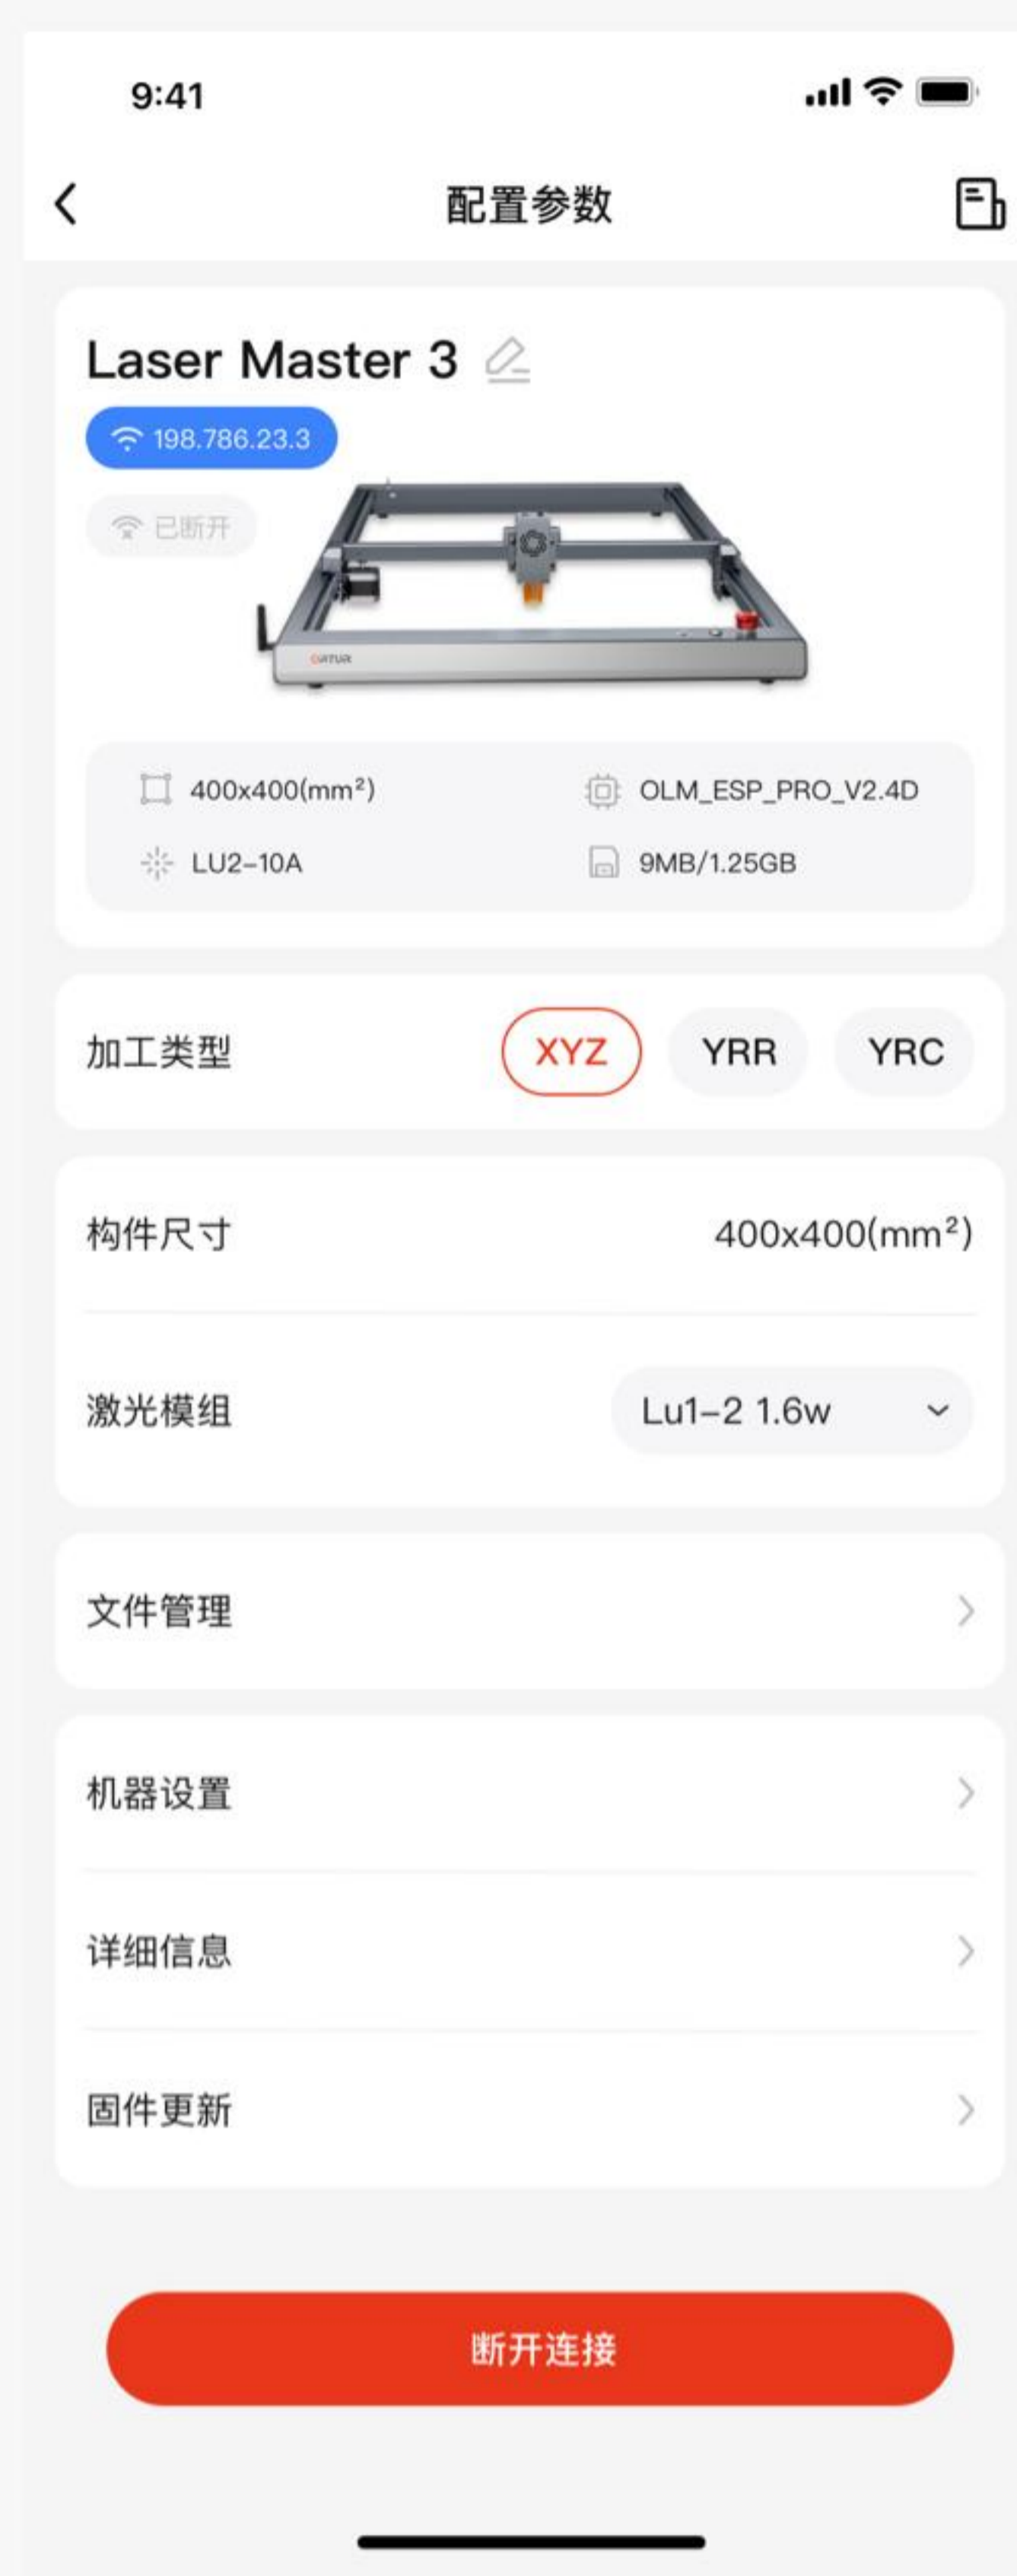 9:41
配置参数
Laser Master 3
198.786.23.3
已断开
ORTUR
400x400(mm²) OLM_ESP_PRO_V2.4D
LU2-10A 9MB/1.25GB
加工类型 XYZ YRR YRC
构件尺寸 400x400(mm²)
激光模组 Lu1-2 1.6w
文件管理
机器设置
详细信息
固件更新
断开连接